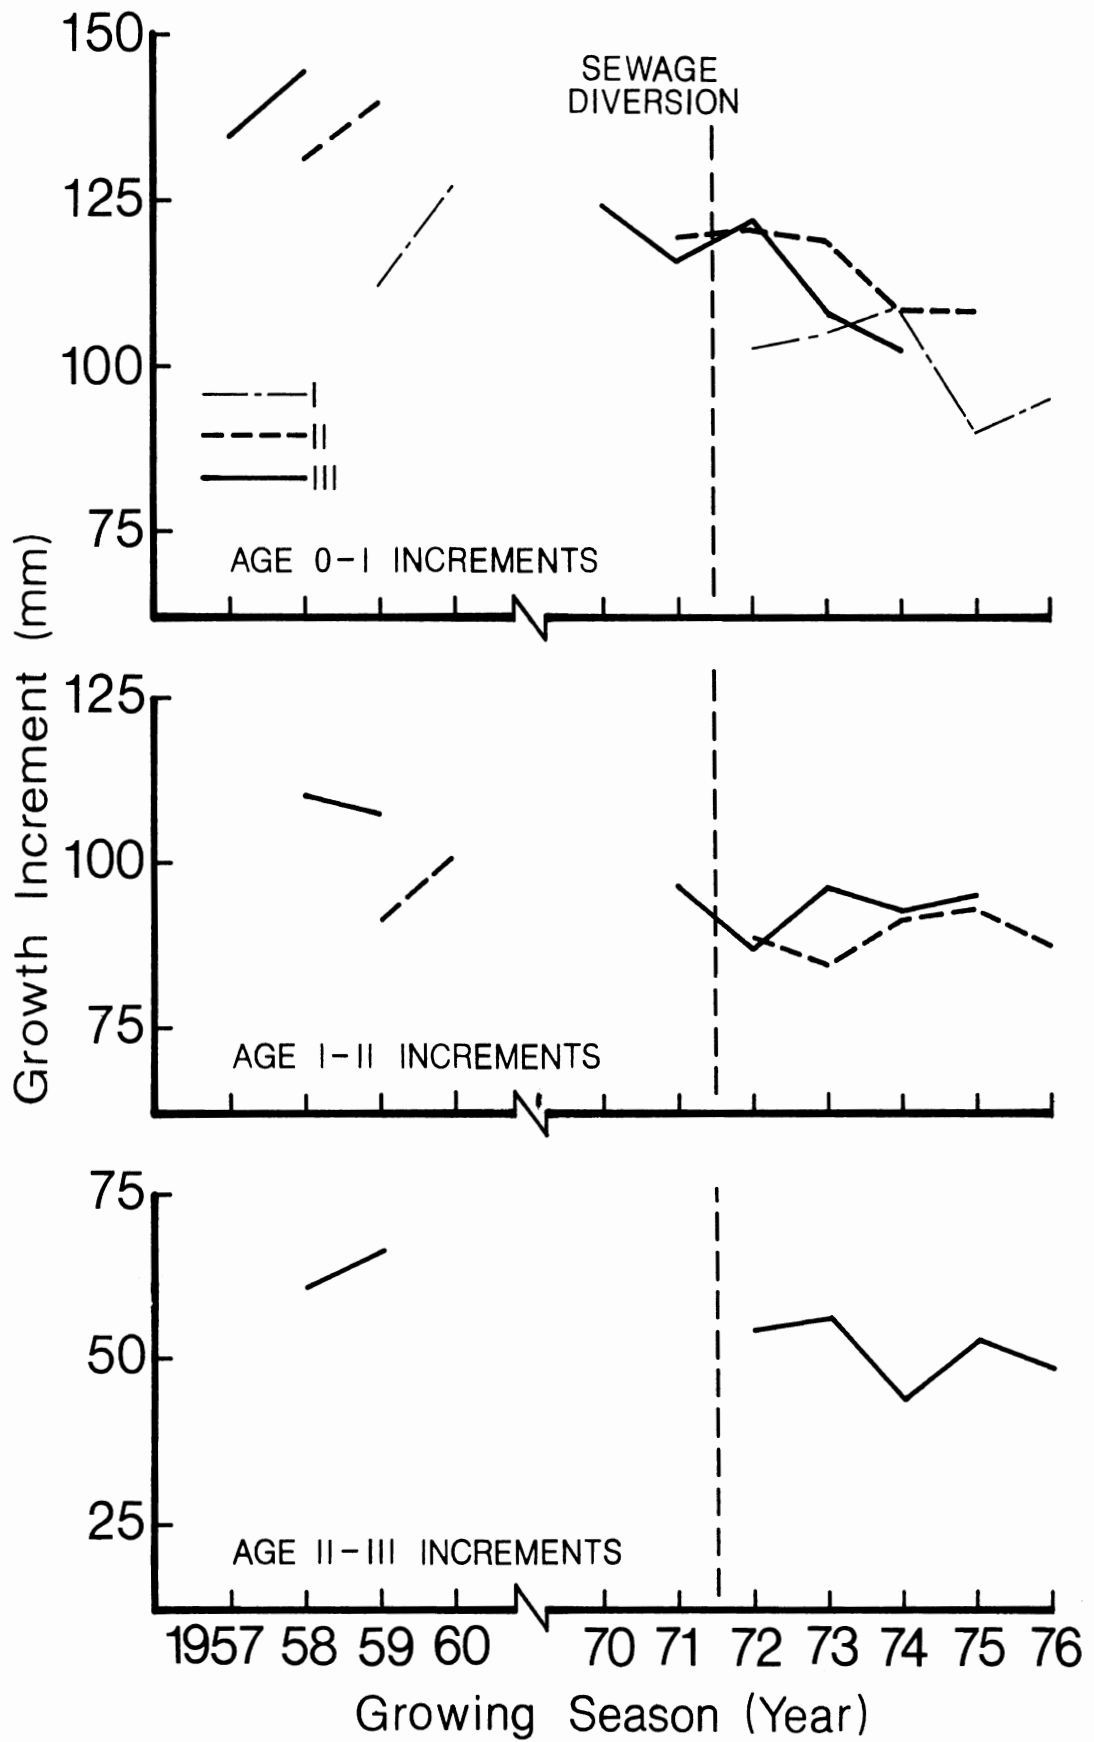 150
SEWAGE
DIVERSION
125
100
I
II
III
75
AGE 0-I INCREMENTS
Growth Increment (mm)
125
100
75
AGE I-II INCREMENTS
75
50
25
AGE II-III INCREMENTS
1957 58 59 60 70 71 72 73 74 75 76
Growing Season (Year)